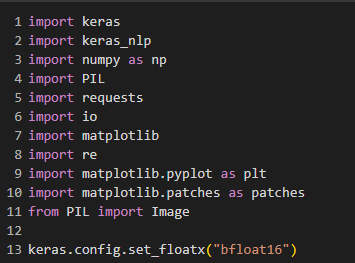 1 import keras
2 import keras_nlp
3 import numpy as np
4 import PIL
5 import requests
6 import io
7 import matplotlib
8 import re
9 import matplotlib.pyplot as plt
10 import matplotlib.patches as patches
11 from PIL import Image
12
13 keras.config.set_floatx("bfloat16")